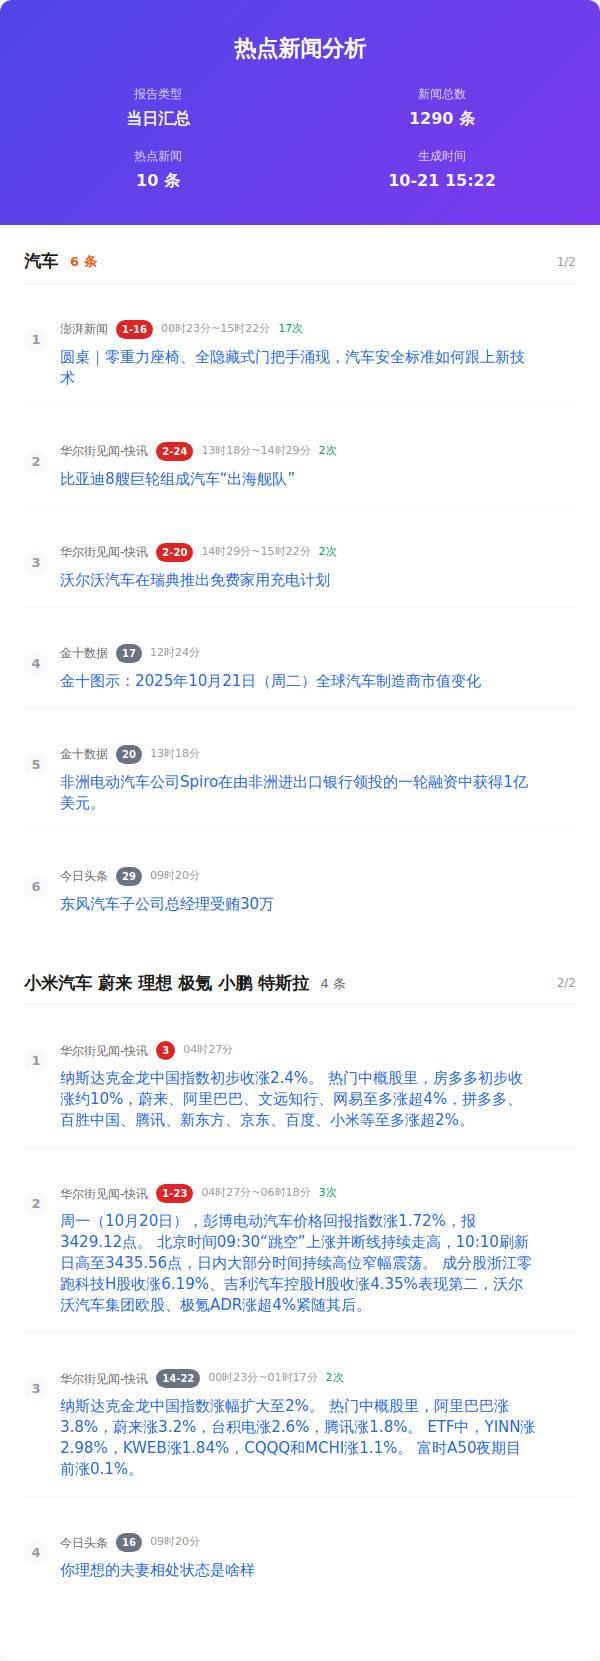 热点新闻分析
报告类型
新闻总数
当日汇总
1290 条
热点新闻
生成时间
10 条
10-21 15:22
汽车 6 条 1/2
1
澎湃新闻 1-16 00时23分~15时22分 17次
圆桌｜零重力座椅、全隐藏式门把手涌现，汽车安全标准如何跟上新技
术
2
华尔街见闻-快讯 2-24 13时18分~14时29分 2次
比亚迪8艘巨轮组成汽车“出海舰队”
3
华尔街见闻-快讯 2-20 14时29分~15时22分 2次
沃尔沃汽车在瑞典推出免费家用充电计划
4
金十数据 17 12时24分
金十图示：2025年10月21日（周二）全球汽车制造商市值变化
5
金十数据 20 13时18分
非洲电动汽车公司Spiro在由非洲进出口银行领投的一轮融资中获得1亿
美元。
6
今日头条 29 09时20分
东风汽车子公司总经理受贿30万
小米汽车 蔚来 理想 极氪 小鹏 特斯拉 4 条 2/2
1
华尔街见闻-快讯 3 04时27分
纳斯达克金龙中国指数初步收涨2.4%。 热门中概股里，房多多初步收
涨约10%，蔚来、阿里巴巴、文远知行、网易至多涨超4%，拼多多、
百胜中国、腾讯、新东方、京东、百度、小米等至多涨超2%。
2
华尔街见闻-快讯 1-23 04时27分~06时18分 3次
周一（10月20日），彭博电动汽车价格回报指数涨1.72%，报
3429.12点。 北京时间09:30“跳空”上涨并断线持续走高，10:10刷新
日高至3435.56点，日内大部分时间持续高位窄幅震荡。 成分股浙江零
跑科技H股收涨6.19%、吉利汽车控股H股收涨4.35%表现第二，沃尔
沃汽车集团欧股、极氪ADR涨超4%紧随其后。
3
华尔街见闻-快讯 14-22 00时23分~01时17分 2次
纳斯达克金龙中国指数涨幅扩大至2%。 热门中概股里，阿里巴巴涨
3.8%，蔚来涨3.2%，台积电涨2.6%，腾讯涨1.8%。 ETF中，YINN涨
2.98%，KWEB涨1.84%，CQQQ和MCHI涨1.1%。 富时A50夜期目
前涨0.1%。
4
今日头条 16 09时20分
你理想的夫妻相处状态是啥样